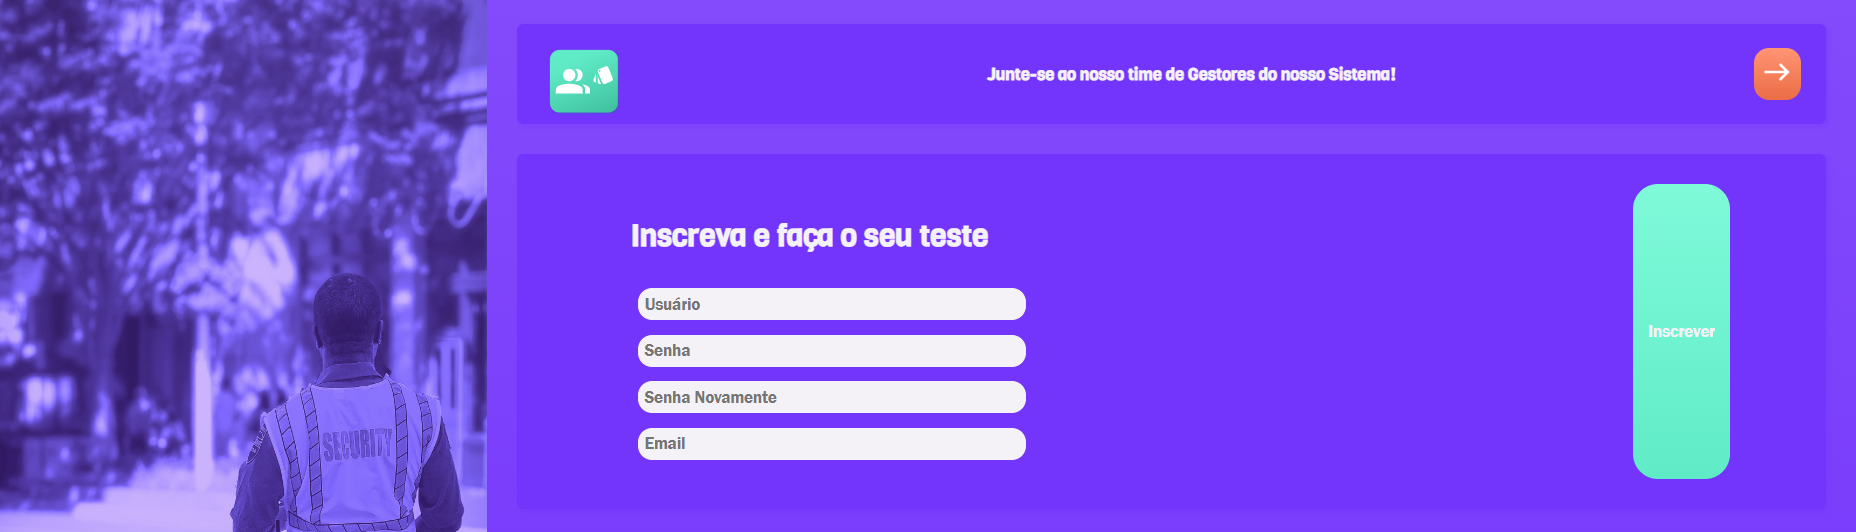 Junte-se ao nosso time de Gestores do nosso Sistema!
Inscreva e faça o seu teste
Usuário
Senha
Senha Novamente
Email
Inscrever
SECURITY